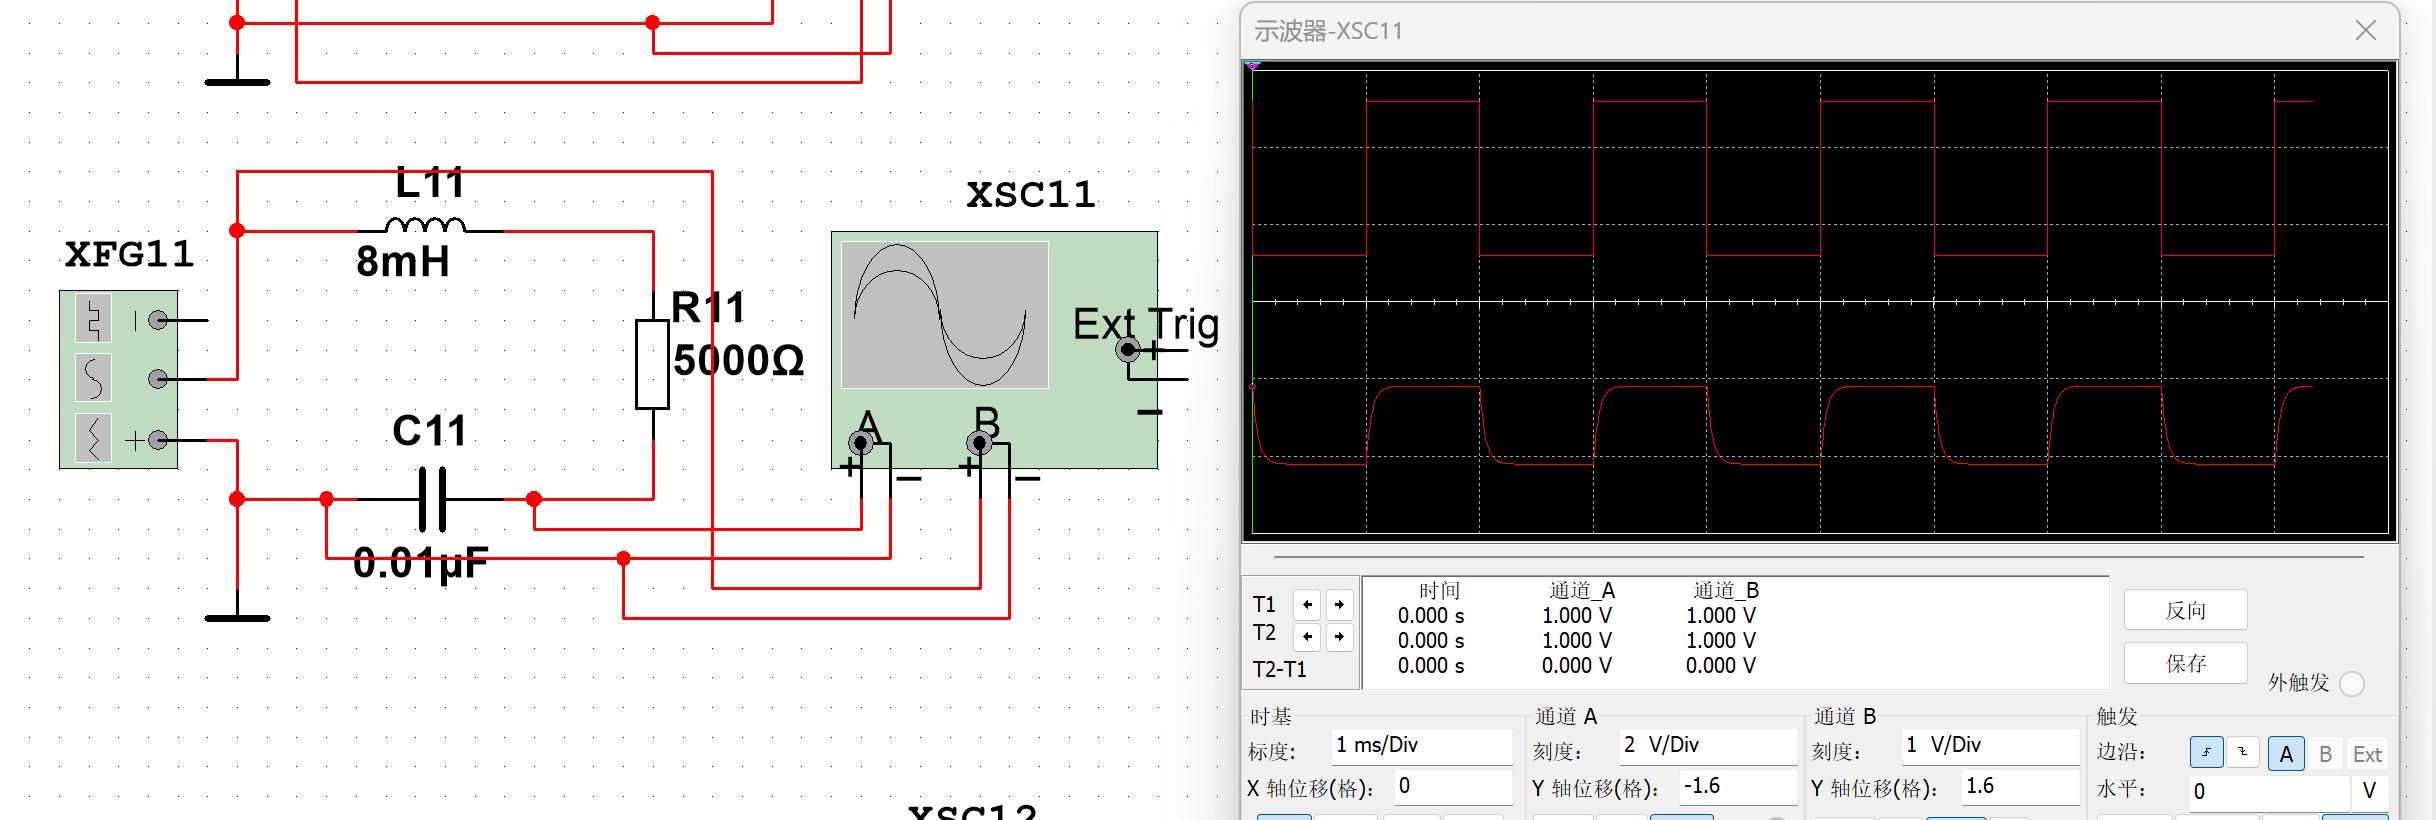 示波器-XSC11
L11
8mH
XFG11
R11
5000Ω
C11
0.01µF
XSC11
Ext Trig
A
B
XSC12
时间 通道_A 通道_B
T1 0.000 s 1.000 V 1.000 V
T2 0.000 s 1.000 V 1.000 V
T2-T1 0.000 s 0.000 V 0.000 V
反向
保存
外触发
时基
标度: 1 ms/Div
X 轴位移(格): 0
通道 A
刻度: 2 V/Div
Y 轴位移(格): -1.6
通道 B
刻度: 1 V/Div
Y 轴位移(格): 1.6
触发
边沿: A B Ext
水平: 0 V